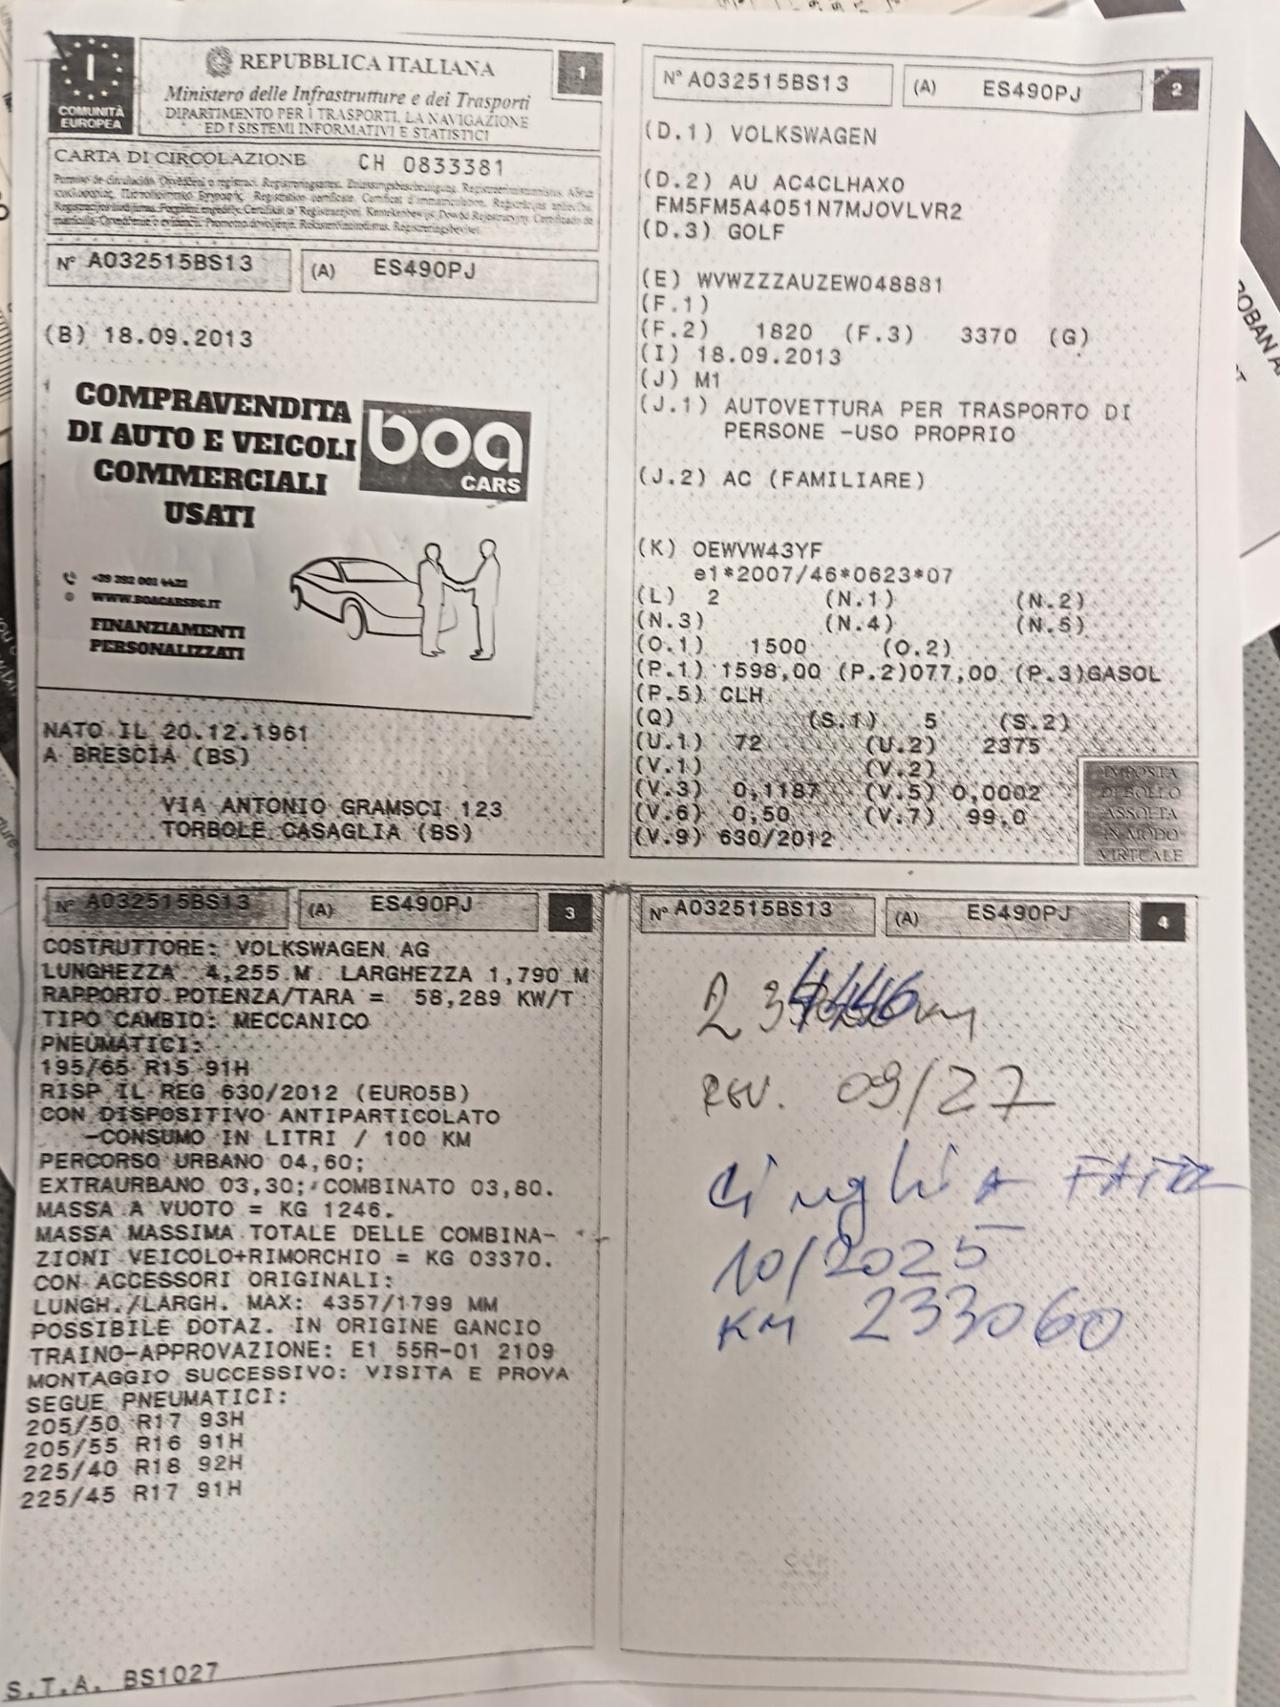 COMUNITÀ EUROPEA
REPUBBLICA ITALIANA
1
Ministero delle Infrastrutture e dei Trasporti
DIPARTIMENTO PER I TRASPORTI, LA NAVIGAZIONE
ED I SISTEMI INFORMATIVI E STATISTICI
CARTA DI CIRCOLAZIONE CH 0833381
N° A032515BS13 (A) ES490PJ
(B) 18.09.2013
COMPRAVENDITA
DI AUTO E VEICOLI
COMMERCIALI
USATI
boa
CARS
WWW.BOACARSBG.IT
FINANZIAMENTI
PERSONALIZZATI
NATO IL 20.12.1961
A BRESCIA (BS)
VIA ANTONIO GRAMSCI 123
TORBOLE CASAGLIA (BS)
N° A032515BS13 (A) ES490PJ 2
(D.1) VOLKSWAGEN
(D.2) AU AC4CLHAX0
FM5FM5A4051N7MJOVLVR2
(D.3) GOLF
(E) WVWZZZAUZEW048881
(F.1)
(F.2) 1820 (F.3) 3370 (G)
(I) 18.09.2013
(J) M1
(J.1) AUTOVETTURA PER TRASPORTO DI
PERSONE -USO PROPRIO
(J.2) AC (FAMILIARE)
(K) OEWVW43YF
e1*2007/46*0623*07
(L) 2 (N.1) (N.2)
(N.3) (N.4) (N.5)
(O.1) 1500 (O.2)
(P.1) 1598,00 (P.2)077,00 (P.3)GASOL
(P.5) CLH
(Q) (S.1) 5 (S.2)
(U.1) 72 (U.2) 2375
(V.1) (V.2)
(V.3) 0,1187 (V.5) 0,0002
(V.6) 0,50 (V.7) 99,0
(V.9) 630/2012
IMPOSTA
DI BOLLO
ASSOLTA
IN MODO
VIRTUALE
N° A032515BS13 (A) ES490PJ 3
COSTRUTTORE: VOLKSWAGEN AG
LUNGHEZZA 4,255 M LARGHEZZA 1,790 M
RAPPORTO POTENZA/TARA = 58,289 KW/T
TIPO CAMBIO: MECCANICO
PNEUMATICI:
195/65 R15 91H
RISP IL REG 630/2012 (EURO5B)
CON DISPOSITIVO ANTIPARTICOLATO
-CONSUMO IN LITRI / 100 KM
PERCORSO URBANO 04,60;
EXTRAURBANO 03,30; COMBINATO 03,80.
MASSA A VUOTO = KG 1246.
MASSA MASSIMA TOTALE DELLE COMBINA-
ZIONI VEICOLO+RIMORCHIO = KG 03370.
CON ACCESSORI ORIGINALI:
LUNGH./LARGH. MAX: 4357/1799 MM
POSSIBILE DOTAZ. IN ORIGINE GANCIO
TRAINO-APPROVAZIONE: E1 55R-01 2109
MONTAGGIO SUCCESSIVO: VISITA E PROVA
SEGUE PNEUMATICI:
205/50 R17 93H
205/55 R16 91H
225/40 R18 92H
225/45 R17 91H
S.T.A. BS1027
N° A032515BS13 (A) ES490PJ 4
km
REV. 09/27
Cinghia FATTA
10/2025
KM 233060